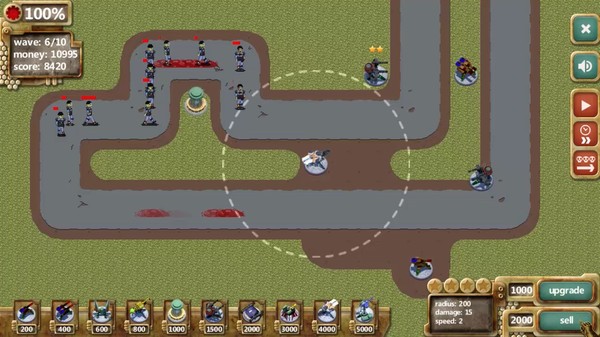 100%
wave: 6/10
money: 10995
score: 8420
radius: 200
damage: 15
speed: 2
1000 upgrade
2000 sell
200 400 600 800 1000 1500 2000 3000 4000 5000